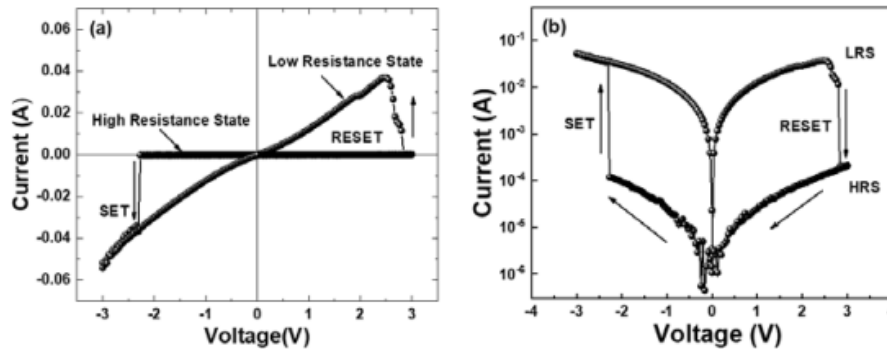 (a)
0.06
0.04
0.02
0.00
-0.02
-0.04
-0.06
Current (A)
Low Resistance State
High Resistance State
RESET
SET
-3 -2 -1 0 1 2 3
Voltage(V)
(b)
10-1
10-2
10-3
10-4
10-5
10-6
Current (A)
LRS
SET
RESET
HRS
-4 -3 -2 -1 0 1 2 3
Voltage (V)